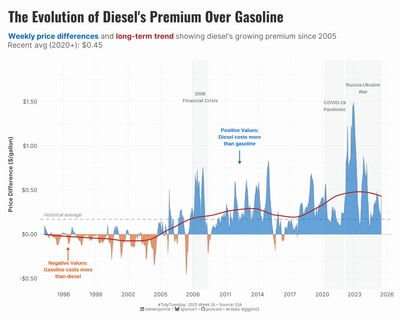 The Evolution of Diesel's Premium Over Gasoline
Weekly price differences and long-term trend showing diesel's growing premium since 2005
Recent avg (2020+): $0.45
Russia-Ukraine
War
2008
Financial Crisis
COVID-19
Pandemic
$1.50
Positive Values:
Diesel costs more
than gasoline
$1.00
$0.50
Historical average
$0.00
-$0.50
Price Difference ($/gallon)
Negative Values:
Gasoline costs more
than diesel
1996
1999
2002
2005
2008
2011
2014
2017
2020
2023
2026
#TidyTuesday: 2025 Week 26 • Source: EIA
#rstats #ggplot2